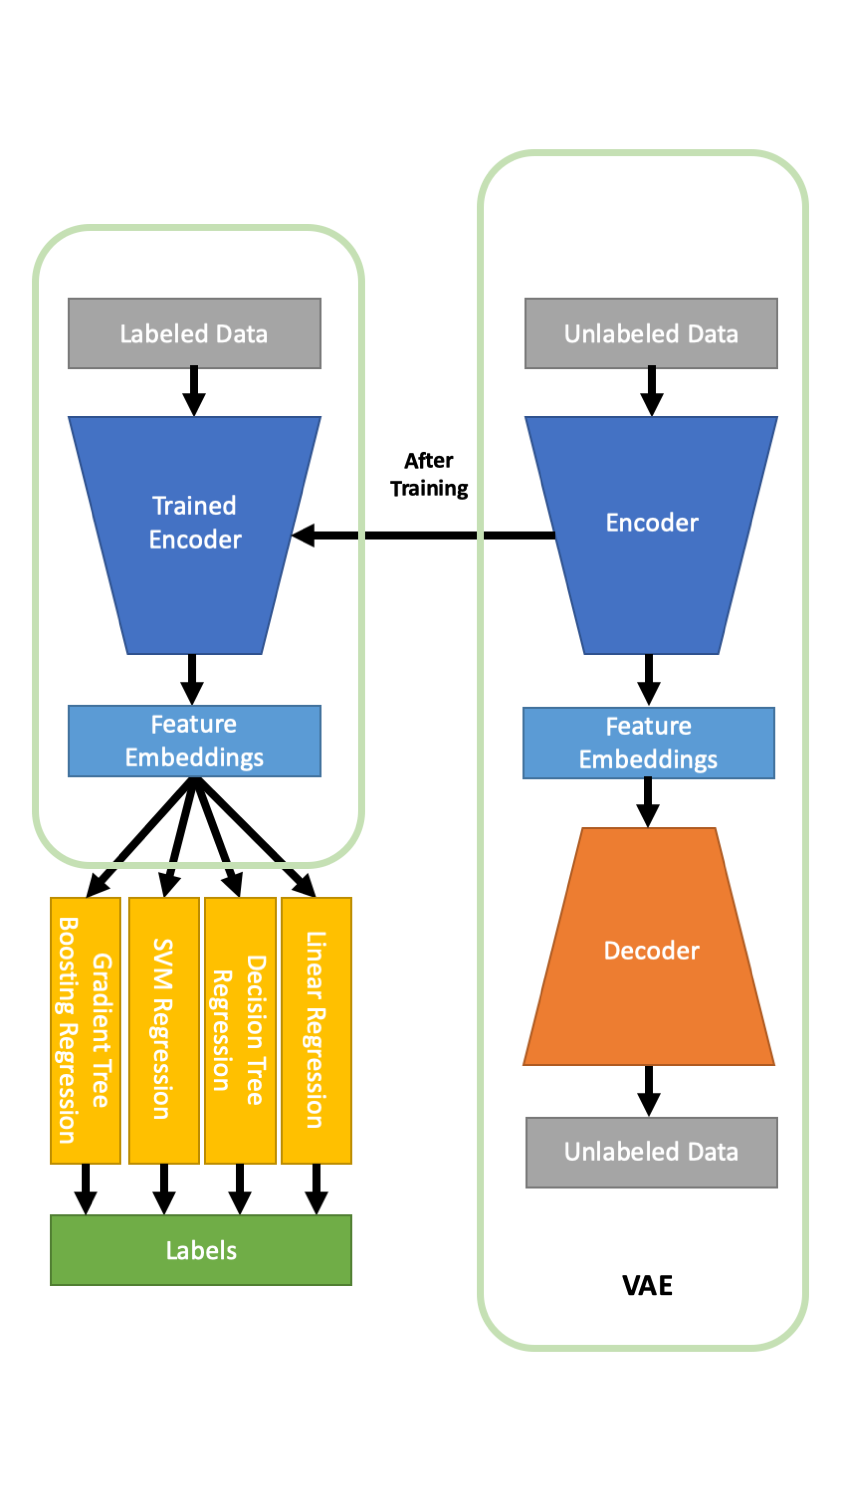 Labeled Data
Trained
Encoder
Feature
Embeddings
Gradient Tree
Boosting Regression
SVM Regression
Decision Tree
Regression
Linear Regression
Labels
After
Training
Unlabeled Data
Encoder
Feature
Embeddings
Decoder
Unlabeled Data
VAE